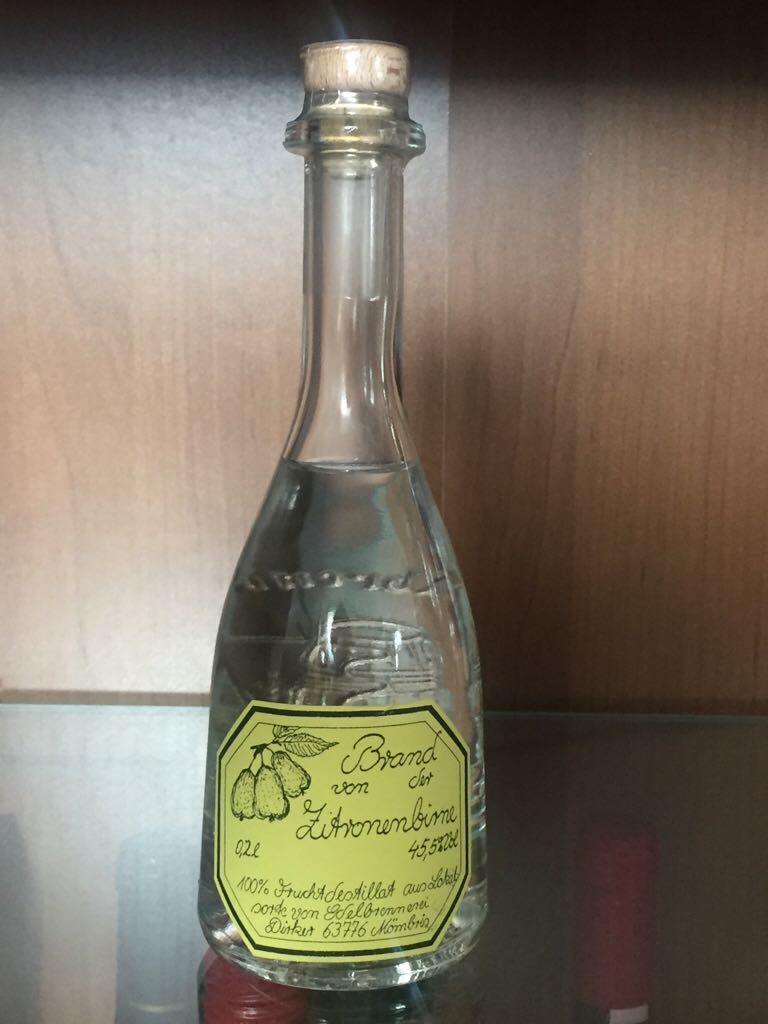 Brand
von der
Zitronenbirne
0,2l 45,5%Vol
100% Fruchtdestillat aus Lokal
sorte von Edelbrennerei
Dirker 63776 Mömbris